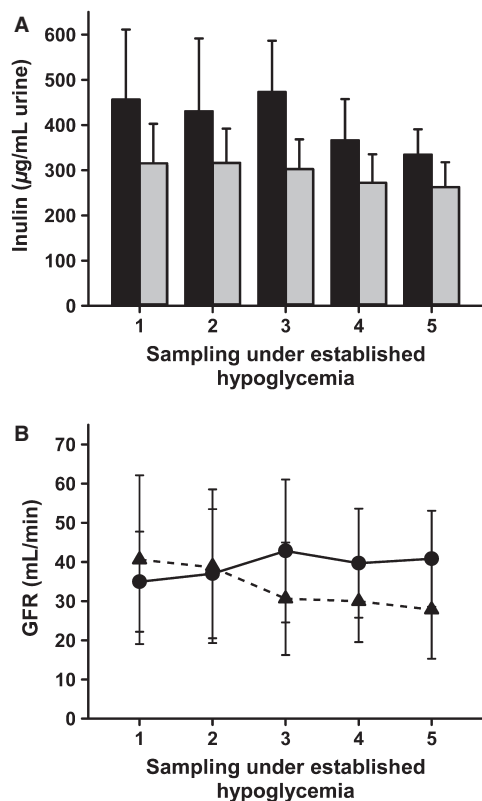 A
Inulin (µg/mL urine)
600
500
400
300
200
100
0
1 2 3 4 5
Sampling under established
hypoglycemia
B
GFR (mL/min)
70
60
50
40
30
20
10
0
1 2 3 4 5
Sampling under established
hypoglycemia